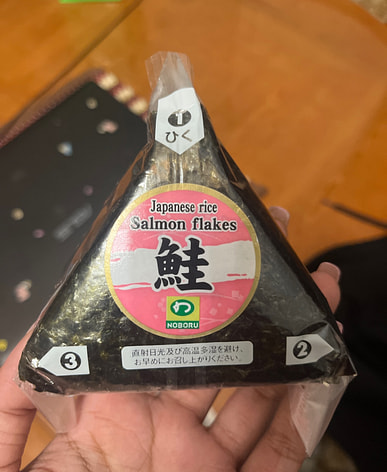 1
ひく
Japanese rice
Salmon flakes
鮭
わ
NOBORU
3
2
直射日光及び高温多湿を避け、
お早めにお召し上がりください。